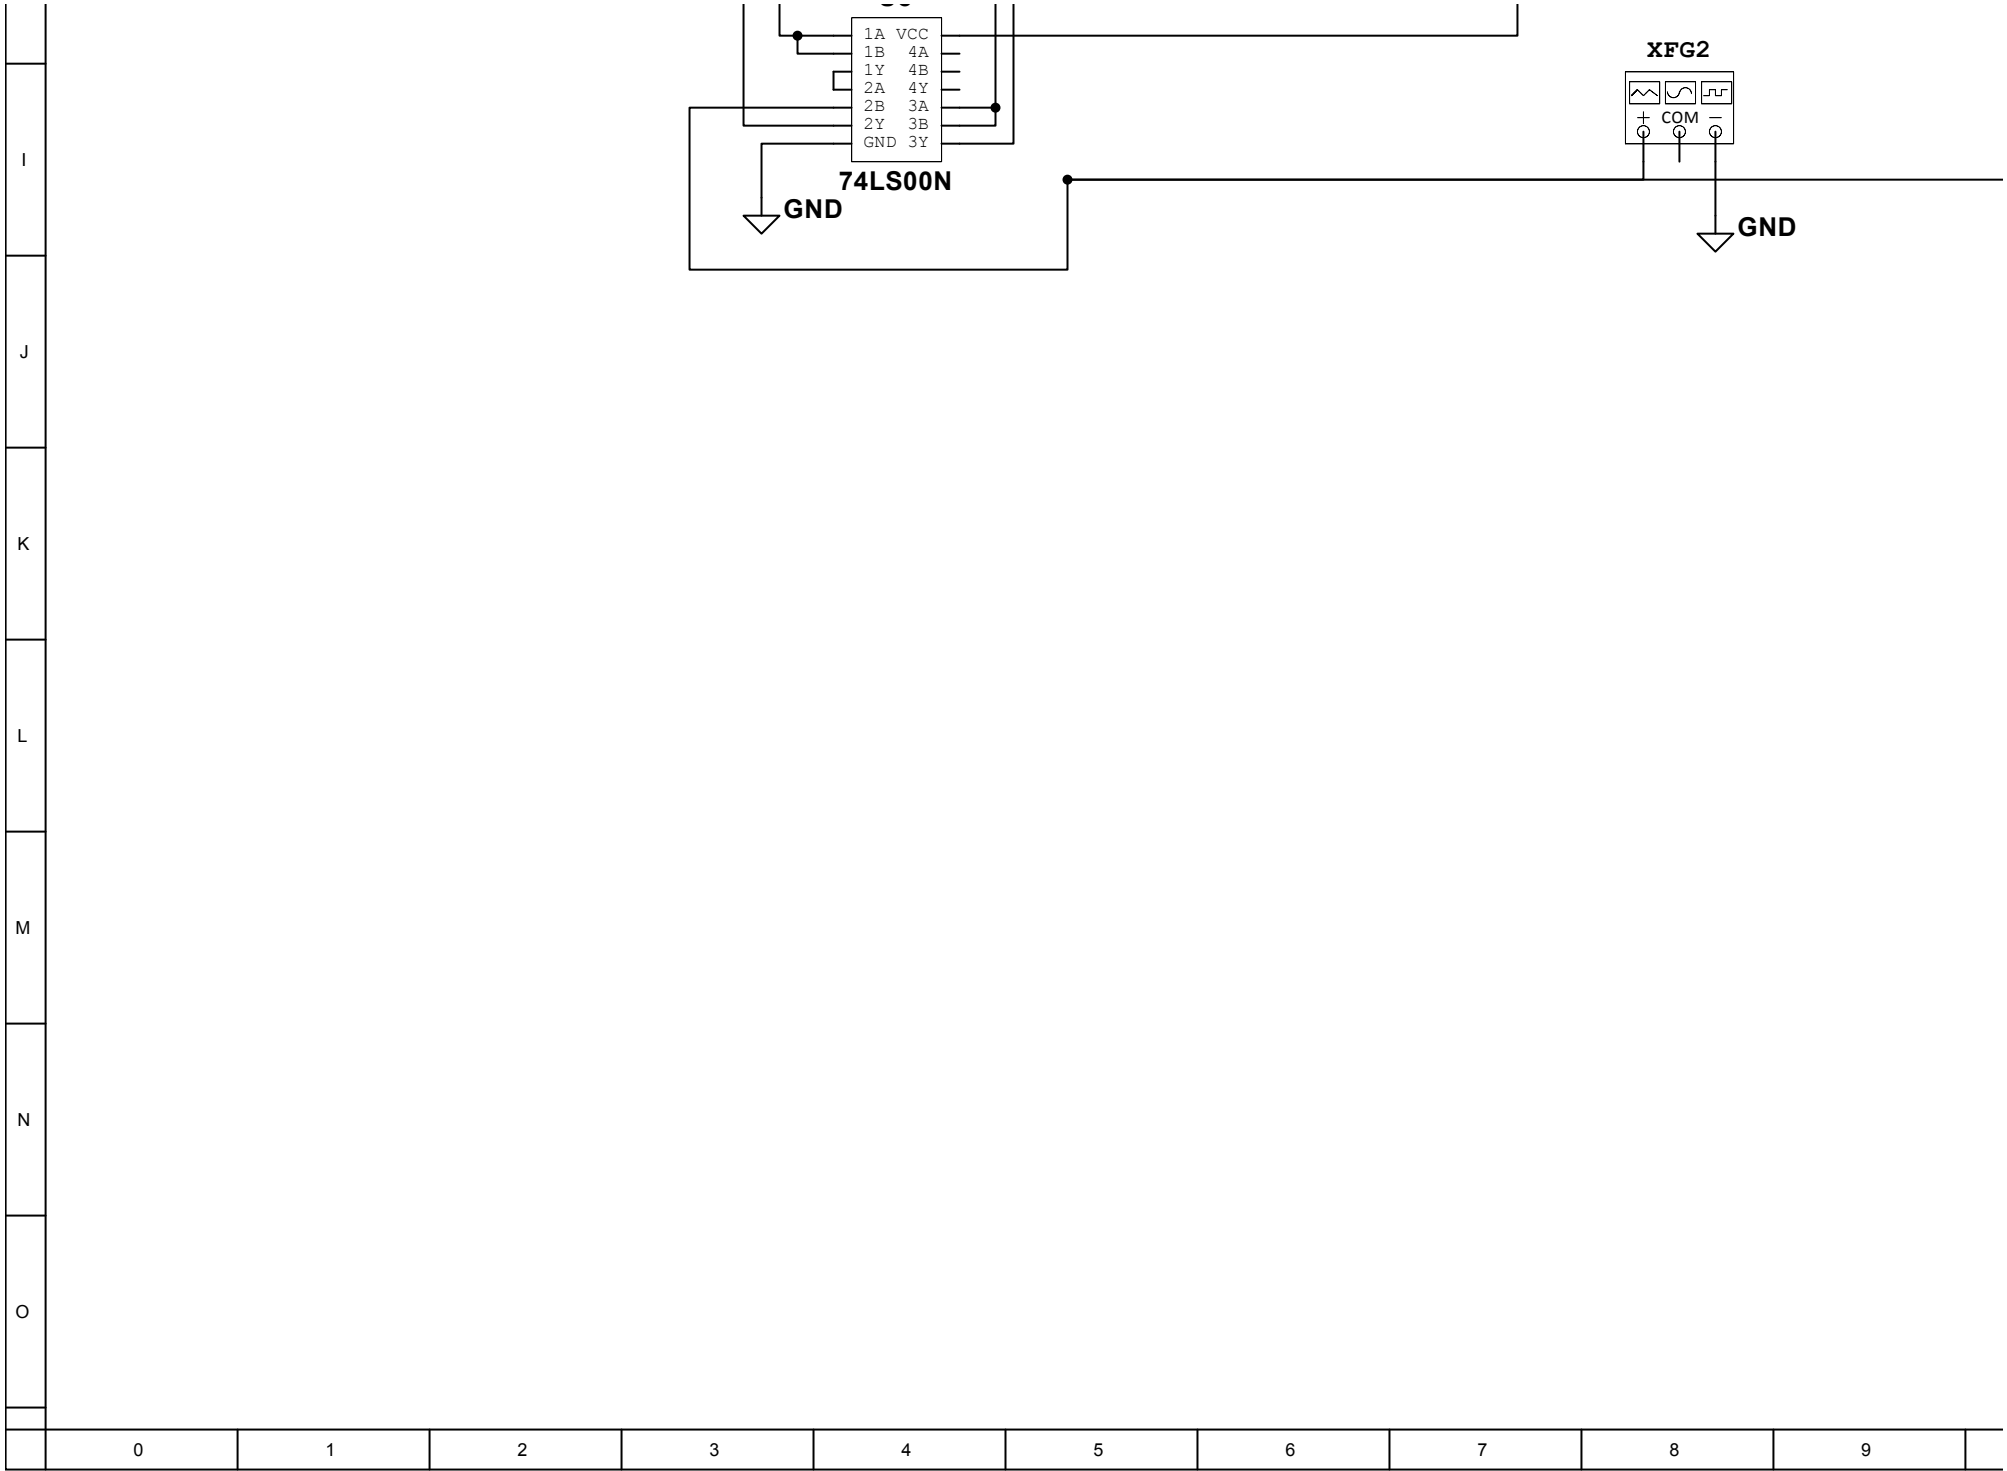 1A VCC
1B 4A
1Y 4B
2A 4Y
2B 3A
2Y 3B
GND 3Y
74LS00N
GND
XFG2
+ COM −
GND
I
J
K
L
M
N
O
0 1 2 3 4 5 6 7 8 9